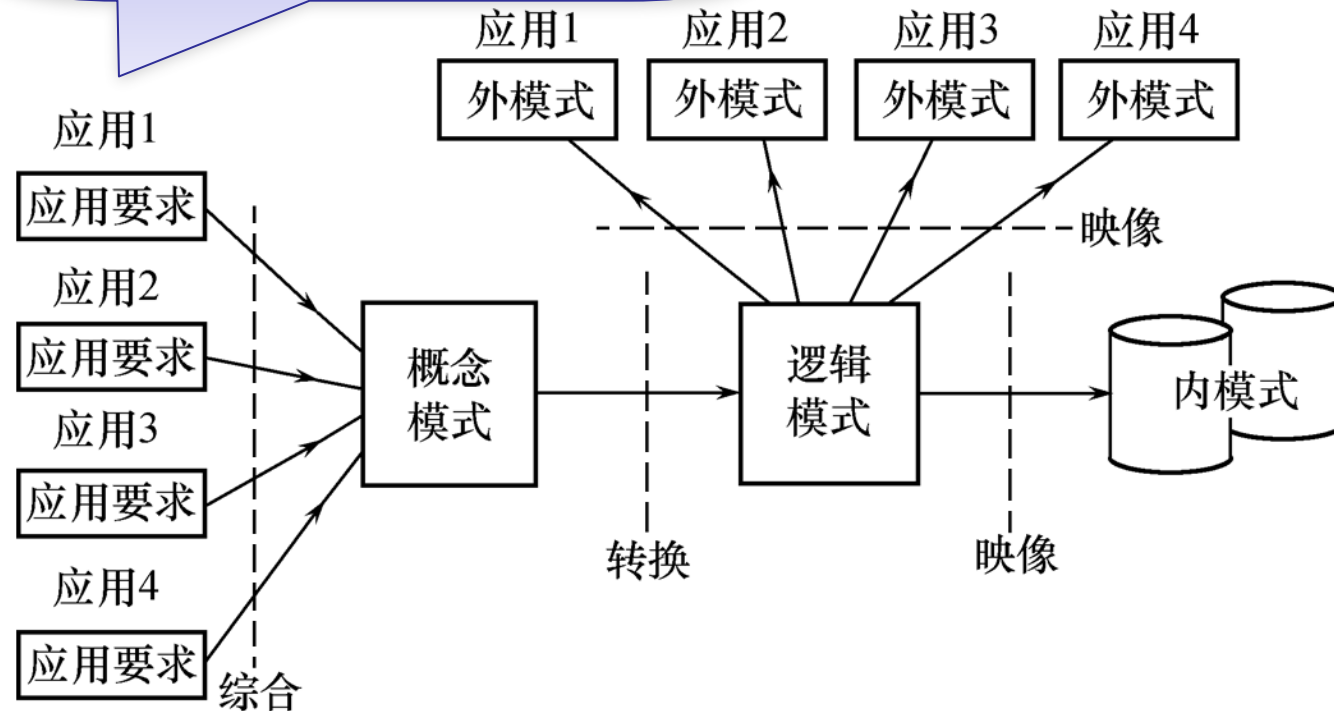 应用1
应用2
应用3
应用4
外模式
外模式
外模式
外模式
映像
应用1
应用要求
应用2
应用要求
应用3
应用要求
应用4
应用要求
综合
概念
模式
转换
逻辑
模式
映像
内模式